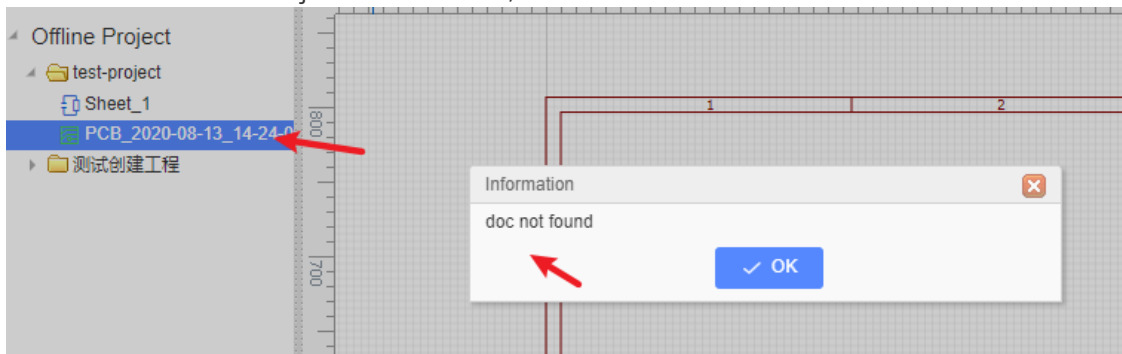 Offline Project
test-project
Sheet_1
PCB_2020-08-13_14-24-0
测试创建工程
800
700
1
2
Information
doc not found
OK